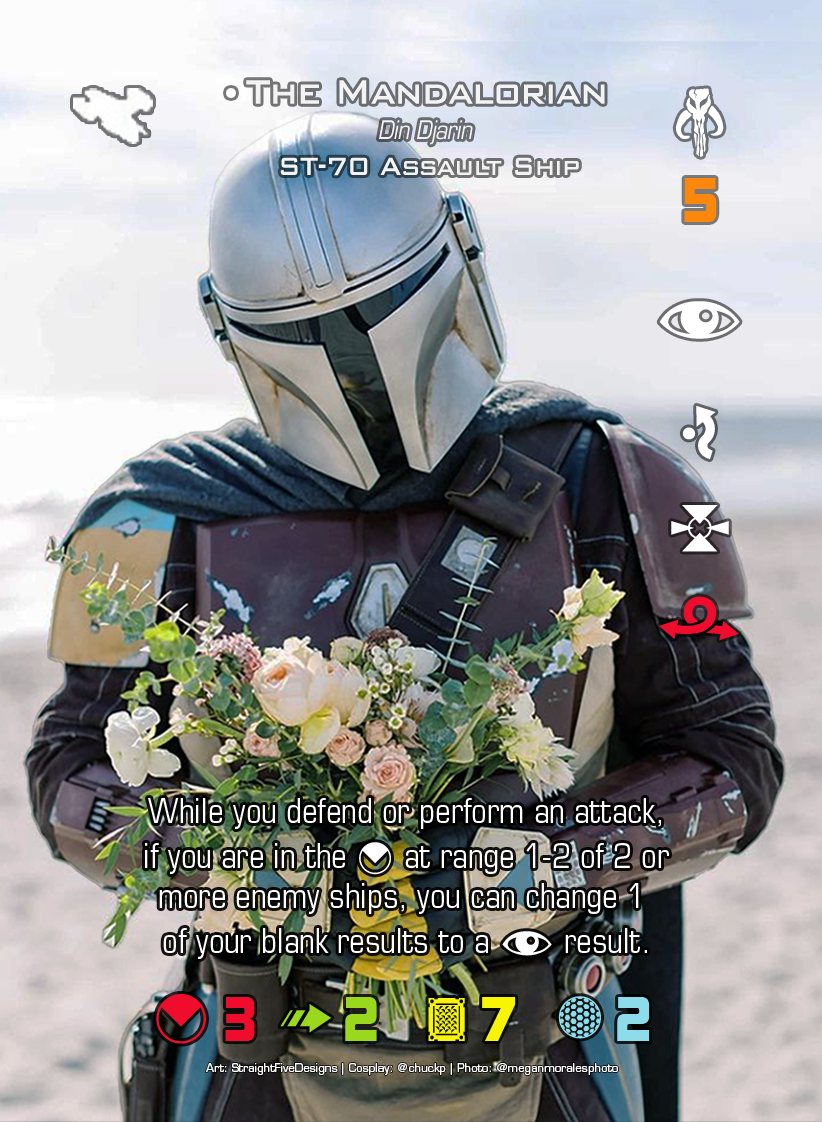 •The Mandalorian
Din Djarin
ST-70 Assault Ship
5
While you defend or perform an attack,
if you are in the at range 1-2 of 2 or
more enemy ships, you can change 1
of your blank results to a result.
3 2 7 2
Art: StraightFiveDesigns | Cosplay: @chuckp | Photo: @meganmoralesphoto